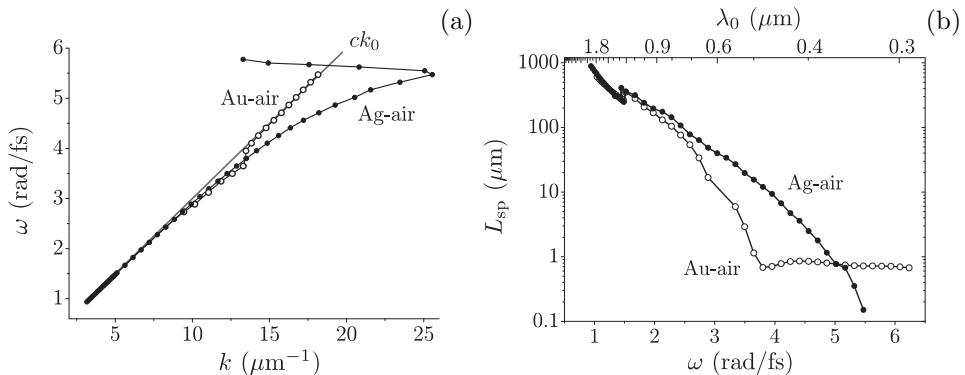 (a)
ck₀
Au-air
Ag-air
ω (rad/fs)
6
5
4
3
2
1
5
10
15
20
25
k (μm⁻¹)
λ₀ (μm)
(b)
1.8
0.9
0.6
0.4
0.3
Lsp (μm)
1000
100
10
1
0.1
Ag-air
Au-air
1
2
3
4
5
6
ω (rad/fs)